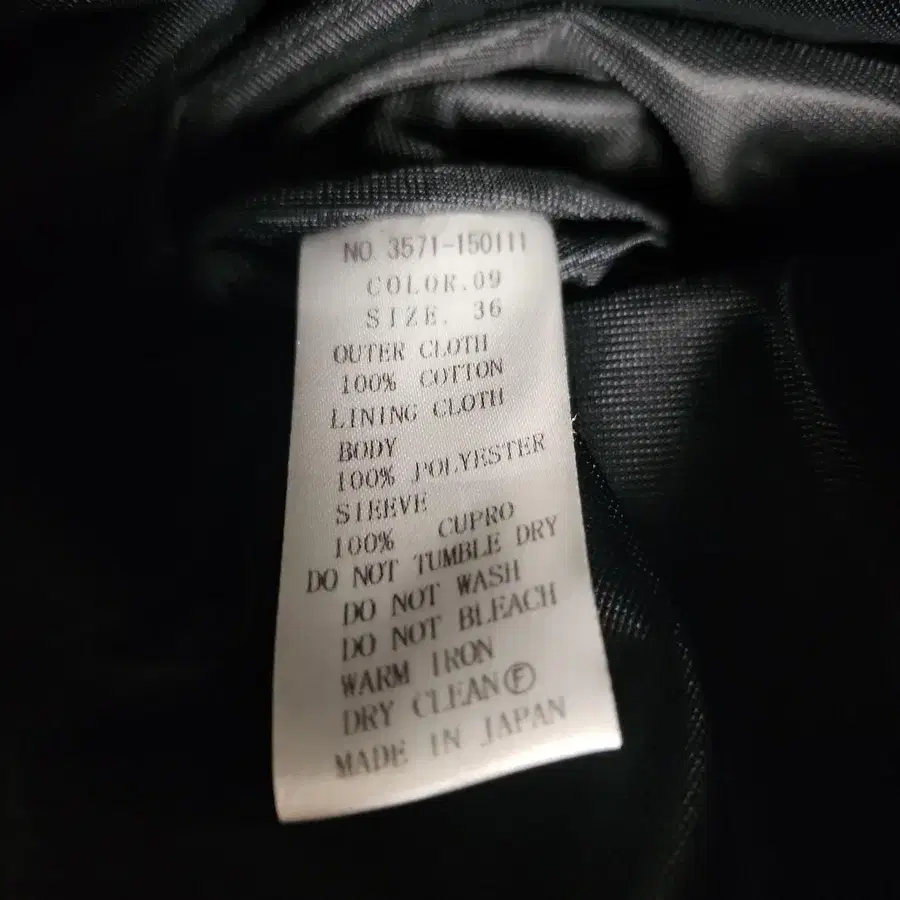 NO. 3571-150111
COLOR.09
SIZE. 36
OUTER CLOTH
100% COTTON
LINING CLOTH
BODY
100% POLYESTER
SLEEVE
100% CUPRO
DO NOT TUMBLE DRY
DO NOT WASH
DO NOT BLEACH
WARM IRON
DRY CLEAN Ⓕ
MADE IN JAPAN